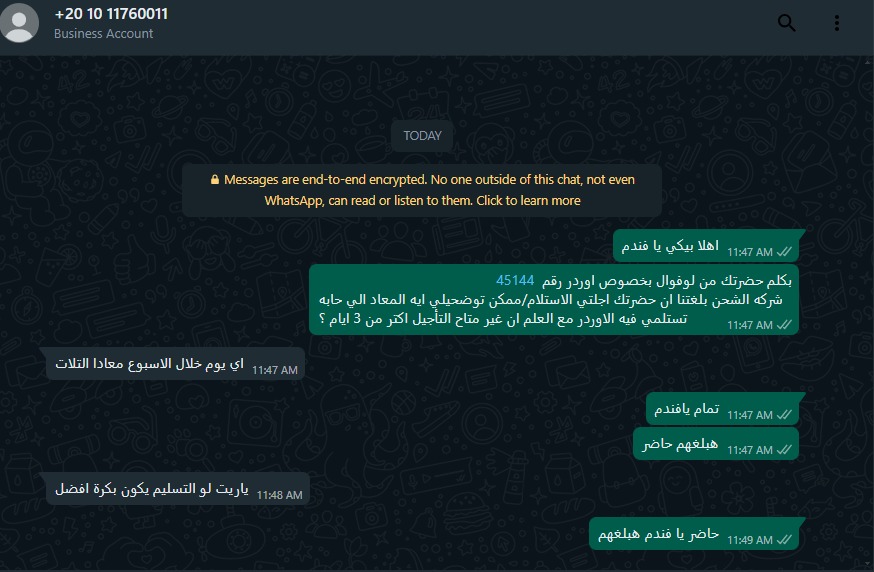 +20 10 11760011
Business Account
TODAY
Messages are end-to-end encrypted. No one outside of this chat, not even
WhatsApp, can read or listen to them. Click to learn more
اهلا بيكي يا فندم
11:47 AM
بكلم حضرتك من لوفوال بخصوص اوردر رقم 45144
شركه الشحن بلغتنا ان حضرتك اجلتي الاستلام/ممكن توضحيلي ايه المعاد الي حابه
تستلمي فيه الاوردر مع العلم ان غير متاح التأجيل اكتر من 3 ايام ؟
11:47 AM
اي يوم خلال الاسبوع معادا التلات
11:47 AM
تمام يافندم
11:47 AM
هبلغهم حاضر
11:47 AM
ياريت لو التسليم يكون بكرة افضل
11:48 AM
حاضر يا فندم هبلغهم
11:49 AM